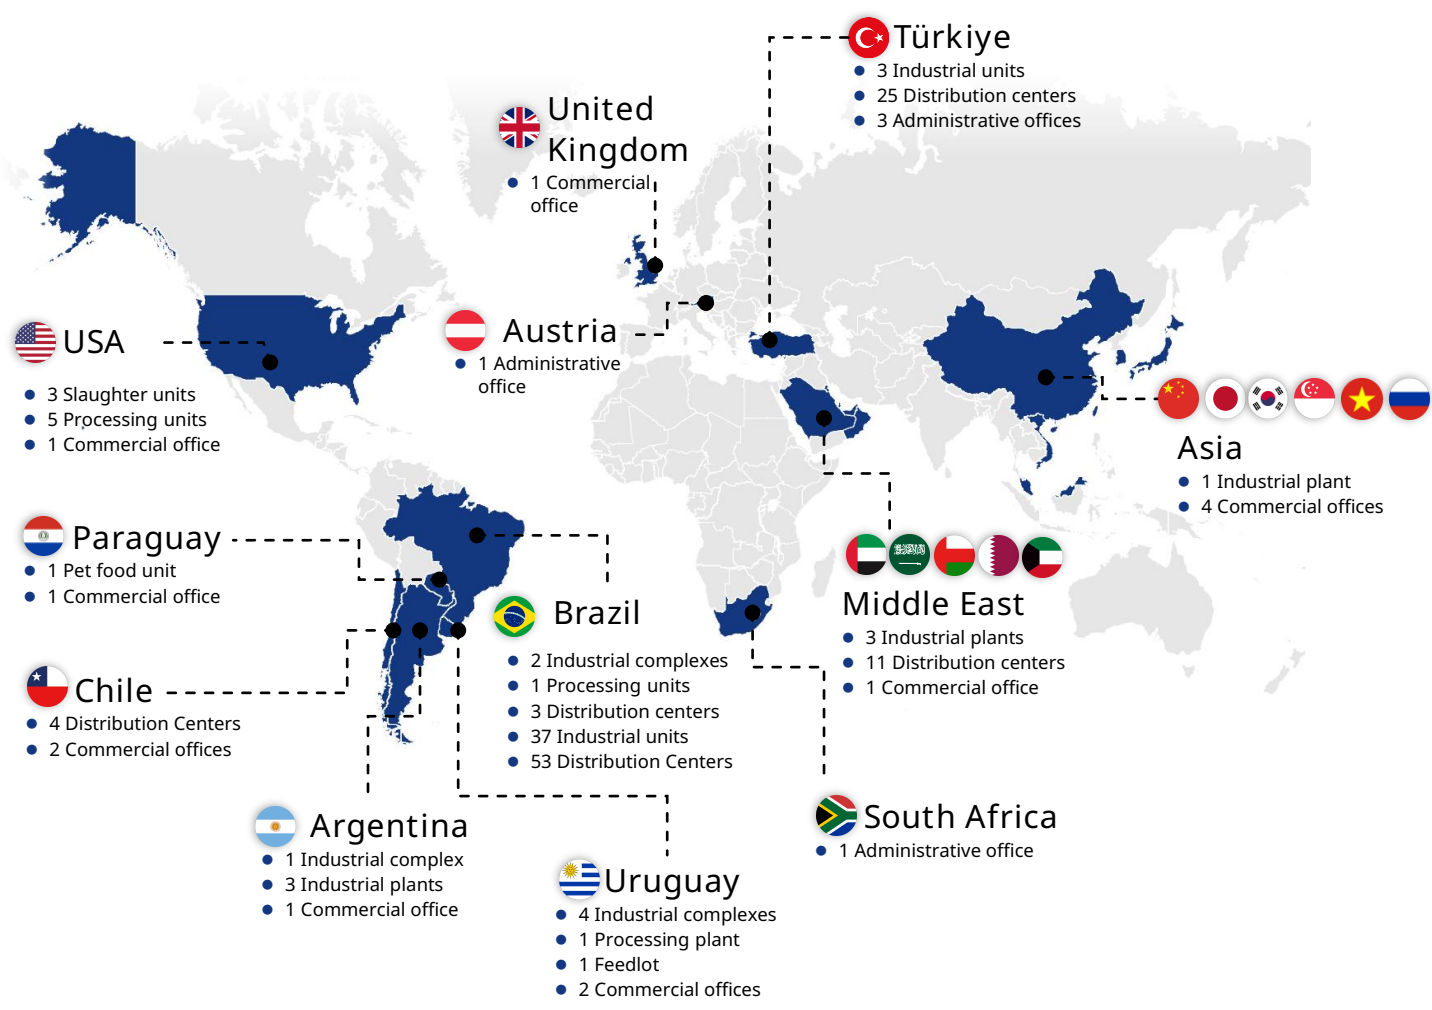 Türkiye
3 Industrial units
25 Distribution centers
3 Administrative offices
United
Kingdom
1 Commercial
office
USA
3 Slaughter units
5 Processing units
1 Commercial office
Austria
1 Administrative
office
Asia
1 Industrial plant
4 Commercial offices
Paraguay
1 Pet food unit
1 Commercial office
Brazil
2 Industrial complexes
1 Processing units
3 Distribution centers
37 Industrial units
53 Distribution Centers
Middle East
3 Industrial plants
11 Distribution centers
1 Commercial office
Chile
4 Distribution Centers
2 Commercial offices
Argentina
1 Industrial complex
3 Industrial plants
1 Commercial office
South Africa
1 Administrative office
Uruguay
4 Industrial complexes
1 Processing plant
1 Feedlot
2 Commercial offices